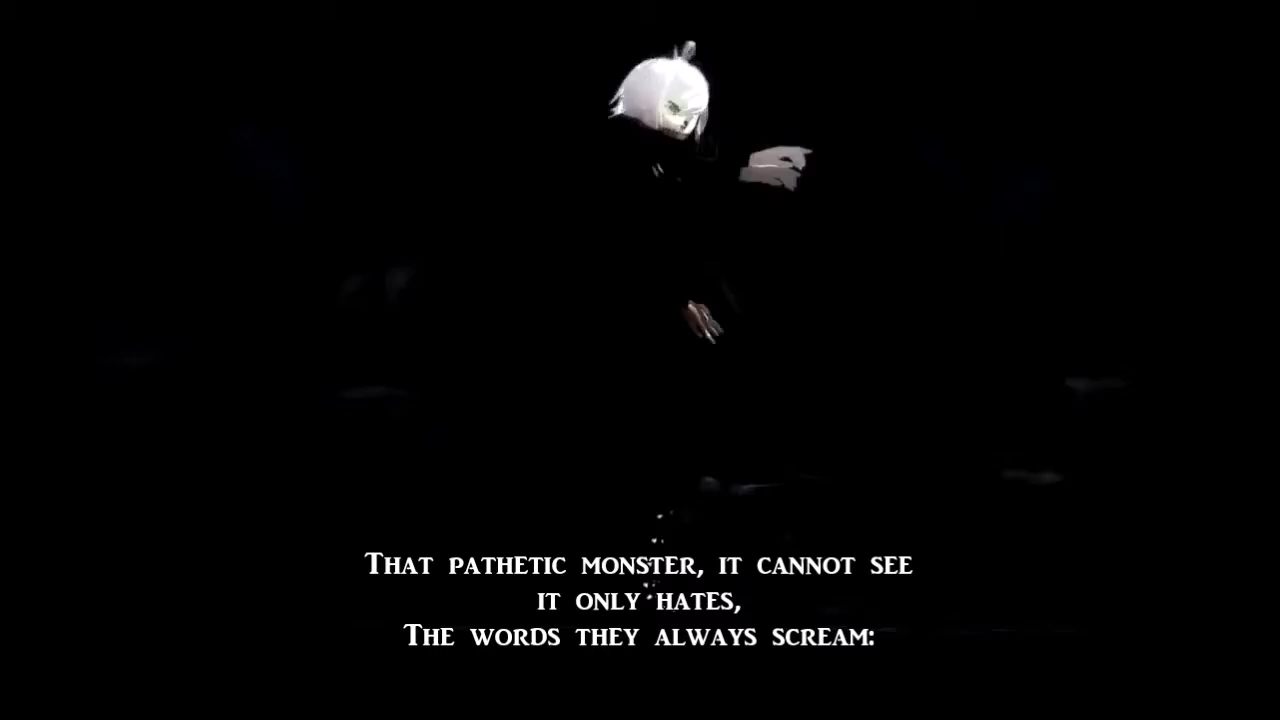 That pathetic monster, it cannot see
it only hates,
The words they always scream: